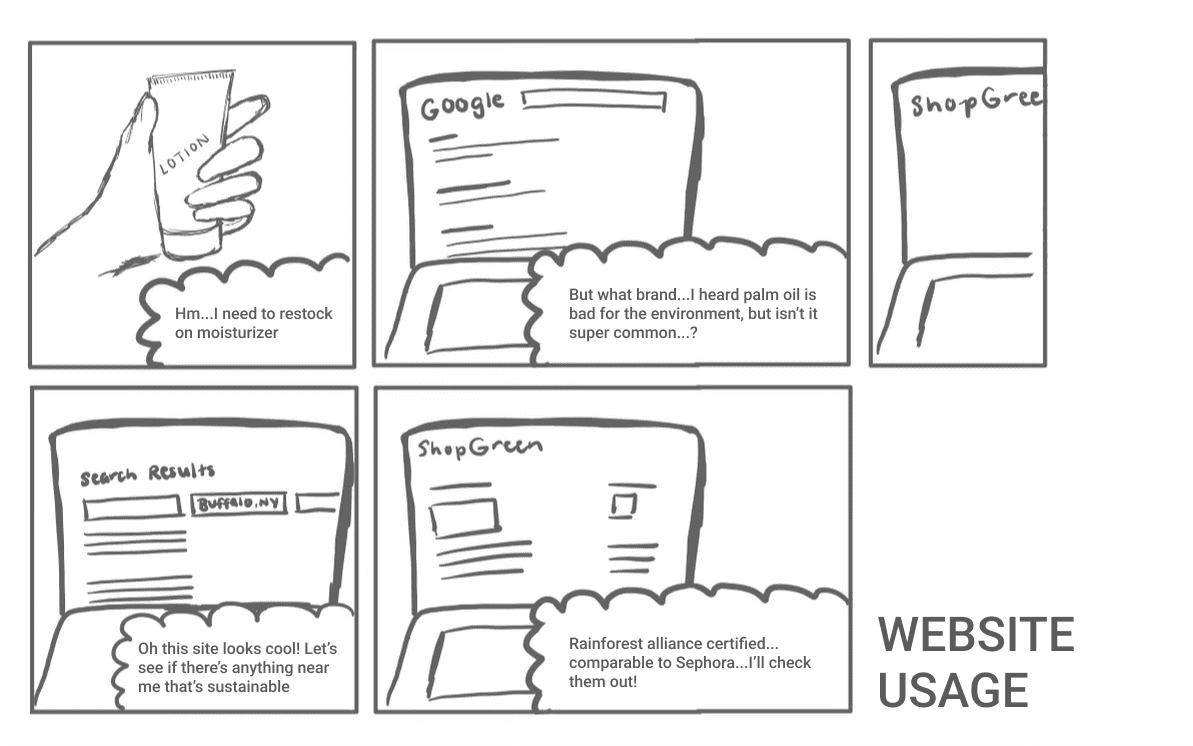 LOTION
Hm...I need to restock
on moisturizer
Google
But what brand...I heard palm oil is
bad for the environment, but isn't it
super common...?
ShopGree
Search Results
Buffalo, NY
Oh this site looks cool! Let's
see if there's anything near
me that's sustainable
ShopGreen
Rainforest alliance certified...
comparable to Sephora...I'll check
them out!
WEBSITE
USAGE